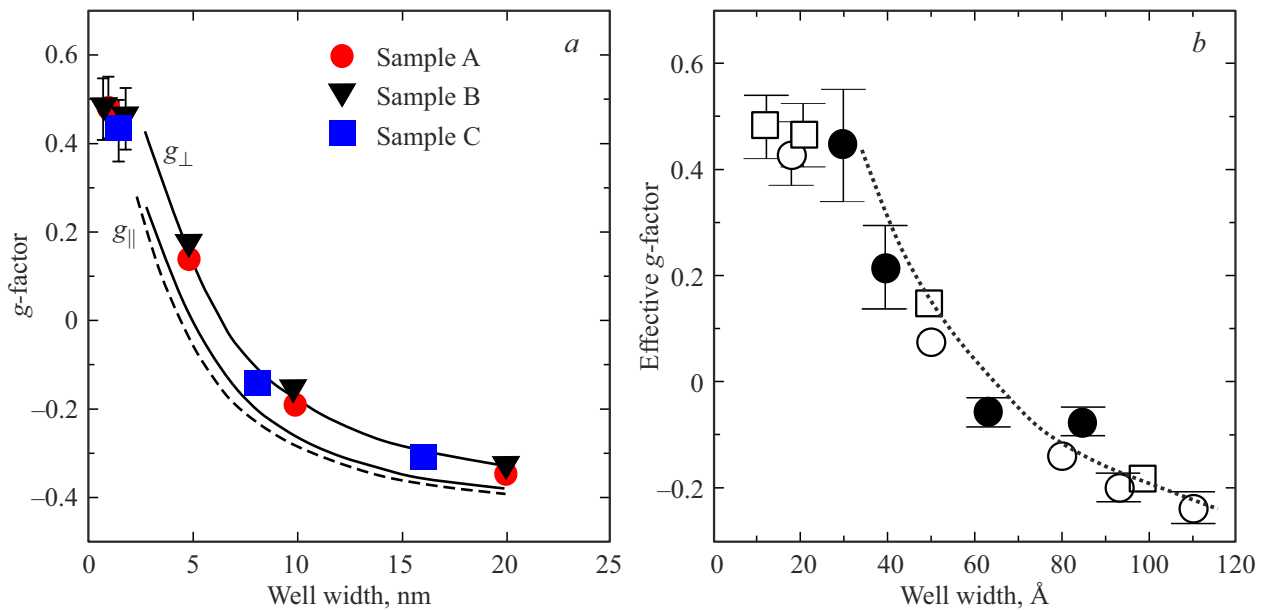 a
Sample A
Sample B
Sample C
g⊥
g∥
0.6
0.4
0.2
0
–0.2
–0.4
g-factor
0 5 10 15 20 25
Well width, nm
b
0.6
0.4
0.2
0
–0.2
Effective g-factor
0 20 40 60 80 100 120
Well width, Å